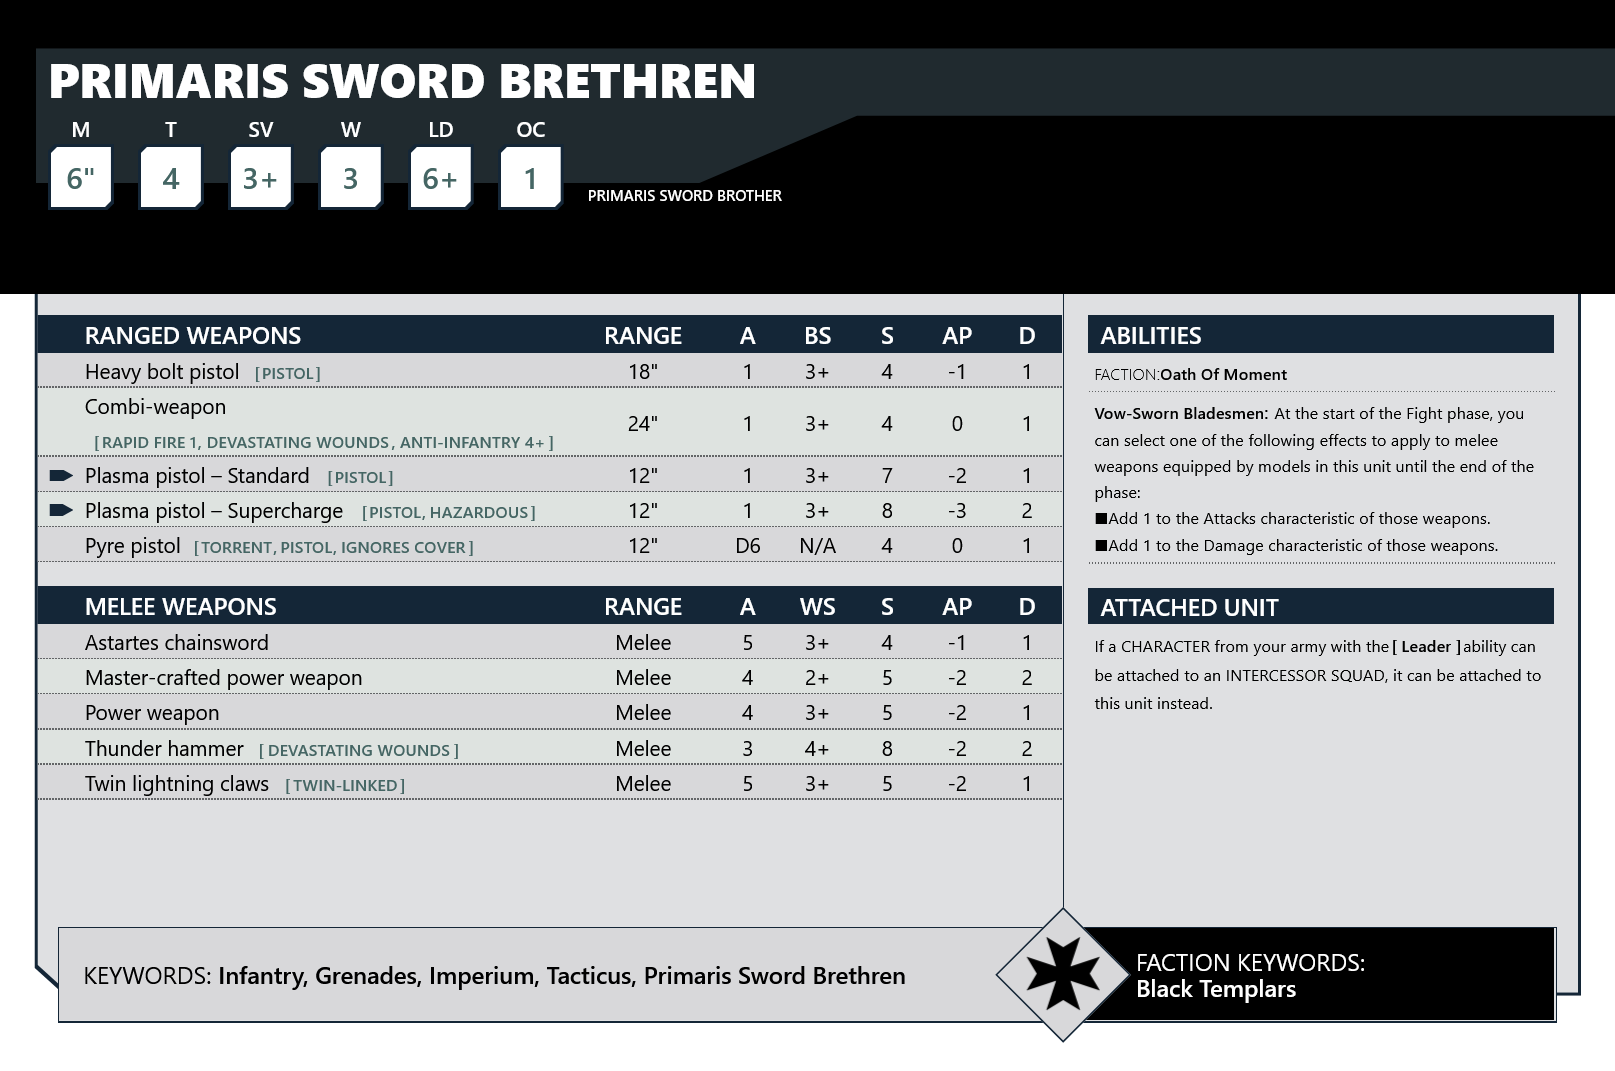 PRIMARIS SWORD BRETHREN
M T SV W LD OC
6" 4 3+ 3 6+ 1
PRIMARIS SWORD BROTHER
RANGED WEAPONS RANGE A BS S AP D
Heavy bolt pistol [PISTOL] 18" 1 3+ 4 -1 1
Combi-weapon
[RAPID FIRE 1, DEVASTATING WOUNDS, ANTI-INFANTRY 4+] 24" 1 3+ 4 0 1
Plasma pistol – Standard [PISTOL] 12" 1 3+ 7 -2 1
Plasma pistol – Supercharge [PISTOL, HAZARDOUS] 12" 1 3+ 8 -3 2
Pyre pistol [TORRENT, PISTOL, IGNORES COVER] 12" D6 N/A 4 0 1
MELEE WEAPONS RANGE A WS S AP D
Astartes chainsword Melee 5 3+ 4 -1 1
Master-crafted power weapon Melee 4 2+ 5 -2 2
Power weapon Melee 4 3+ 5 -2 1
Thunder hammer [DEVASTATING WOUNDS] Melee 3 4+ 8 -2 2
Twin lightning claws [TWIN-LINKED] Melee 5 3+ 5 -2 1
ABILITIES
FACTION:Oath Of Moment
Vow-Sworn Bladesmen: At the start of the Fight phase, you
can select one of the following effects to apply to melee
weapons equipped by models in this unit until the end of the
phase:
■Add 1 to the Attacks characteristic of those weapons.
■Add 1 to the Damage characteristic of those weapons.
ATTACHED UNIT
If a CHARACTER from your army with the [ Leader ] ability can
be attached to an INTERCESSOR SQUAD, it can be attached to
this unit instead.
KEYWORDS: Infantry, Grenades, Imperium, Tacticus, Primaris Sword Brethren
FACTION KEYWORDS:
Black Templars